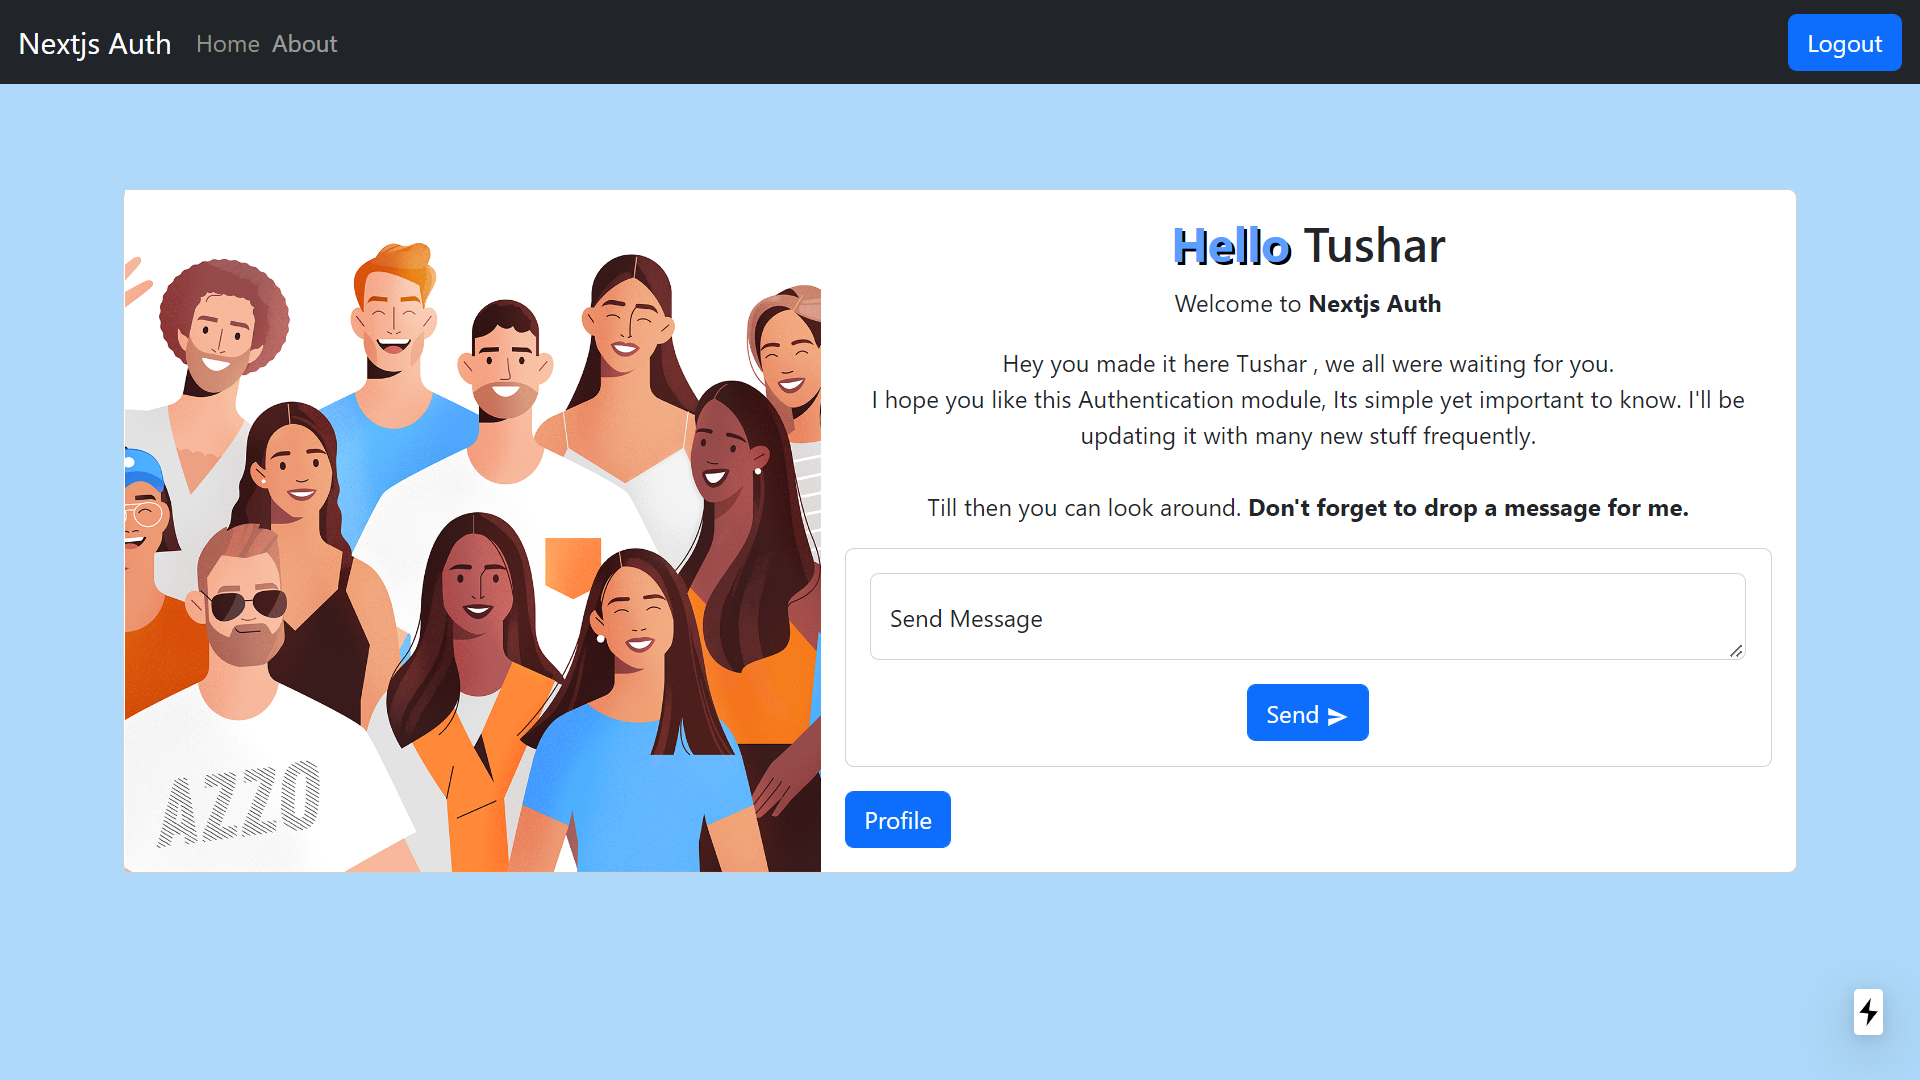 Nextjs Auth Home About Logout
Hello Tushar
Welcome to Nextjs Auth
Hey you made it here Tushar , we all were waiting for you.
I hope you like this Authentication module, Its simple yet important to know. I'll be
updating it with many new stuff frequently.
Till then you can look around. Don't forget to drop a message for me.
Send Message
Send
Profile
AZZO